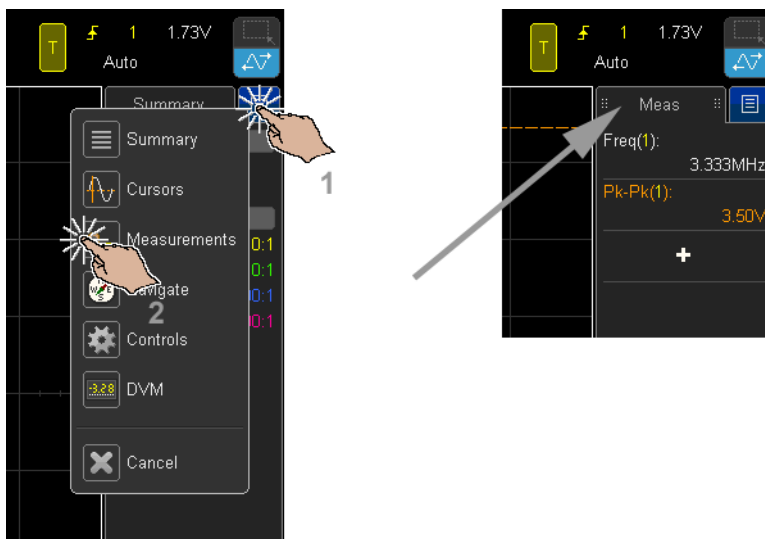 T
1 1.73V
Auto
Summary
Summary
Cursors
Measurements
Navigate
Controls
-3.28 DVM
Cancel
0:1
0:1
0:1
0:1
1
2
T
1 1.73V
Auto
Meas
Freq(1):
3.333MHz
Pk-Pk(1):
3.50V
+